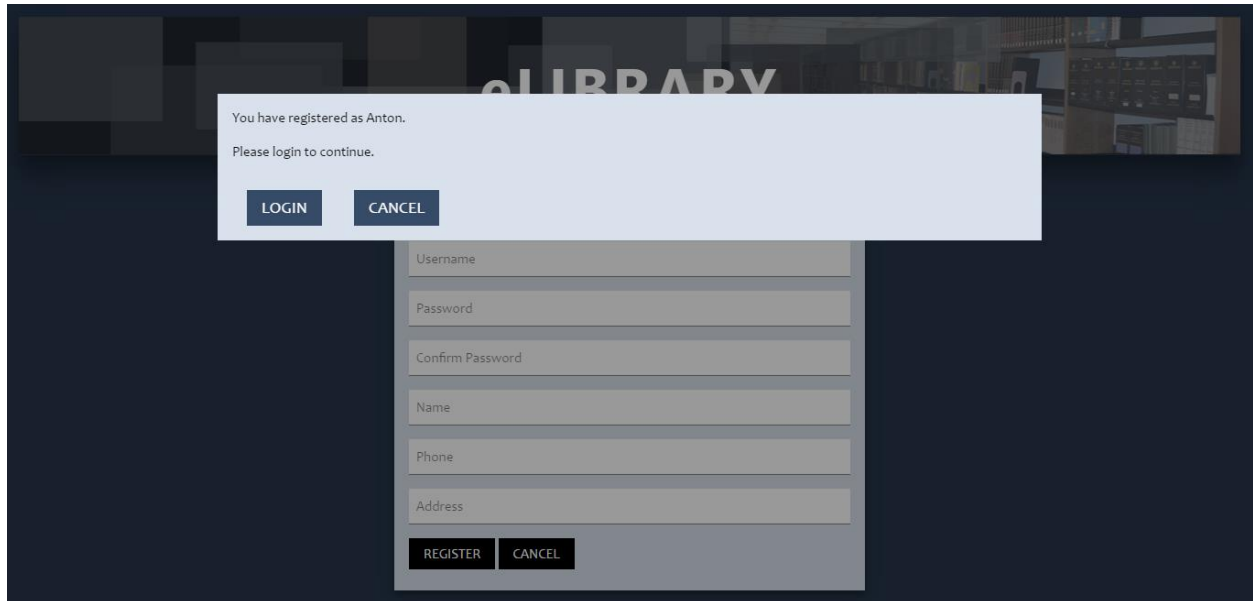 eLIBRARY
You have registered as Anton.
Please login to continue.
LOGIN CANCEL
Username
Password
Confirm Password
Name
Phone
Address
REGISTER CANCEL